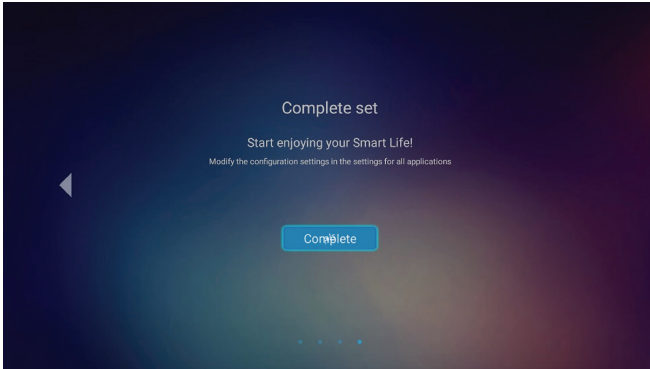 Complete set
Start enjoying your Smart Life!
Modify the configuration settings in the settings for all applications
Complete